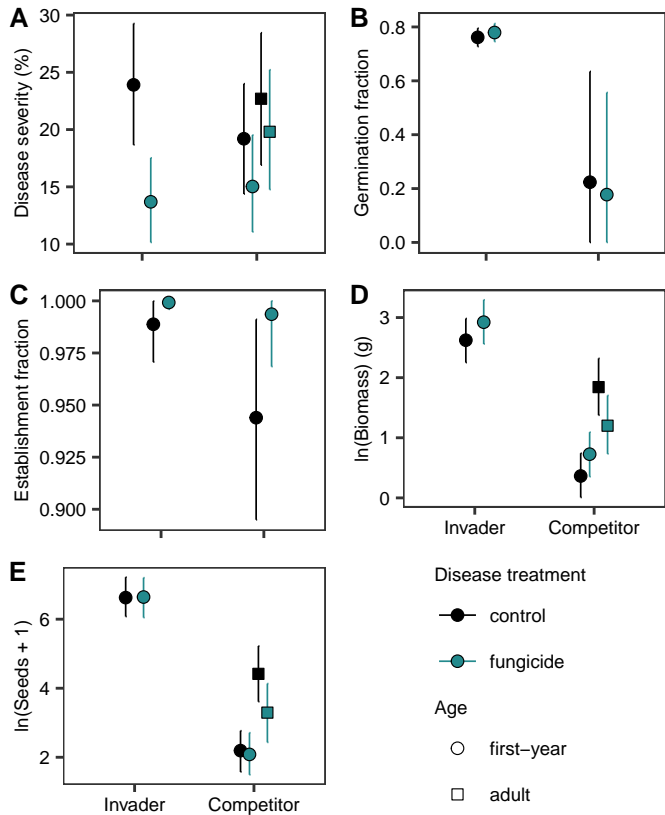 A
Disease severity (%)
30
25
20
15
10
B
Germination fraction
0.8
0.6
0.4
0.2
0.0
C
Establishment fraction
1.000
0.975
0.950
0.925
0.900
D
ln(Biomass) (g)
3
2
1
0
Invader Competitor
E
ln(Seeds + 1)
6
4
2
Invader Competitor
Disease treatment
control
fungicide
Age
first−year
adult